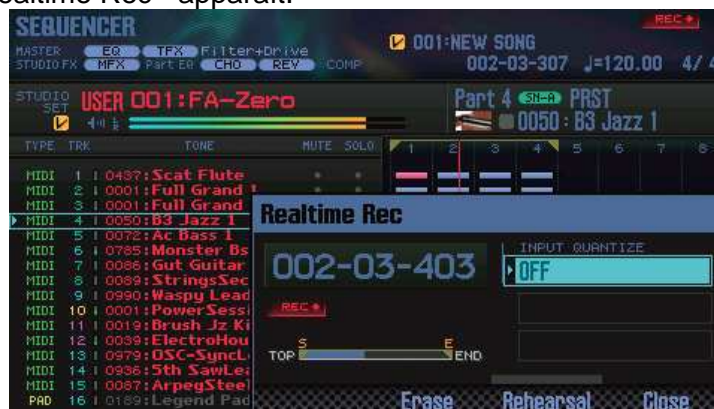 ealtime Rec" apparaît.
SEQUENCER
REC
MASTER EQ TFX Filter+Drive
STUDIO FX MFX Part EQ CHO REV COMP
001:NEW SONG
002-03-307 ♩=120.00 4/4
STUDIO SET USER 001:FA-Zero
Part 4 SN-A PRST
0050: B3 Jazz 1
TYPE TRK TONE MUTE SOLO 1 2 3 4 5 6 7 8
MIDI 1 0437:Scat Flute
MIDI 2 0001:Full Grand 1
MIDI 3 0001:Full Grand
MIDI 4 0050:B3 Jazz 1
MIDI 5 0072:Ac Bass 1
MIDI 6 0785:Monster Bs
MIDI 7 0086:Gut Guitar
MIDI 8 0089:StringsSec
MIDI 9 0990:Waspy Lead
MIDI 10 0001:PowerSess
MIDI 11 0019:Brush Jz Ki
MIDI 12 0039:ElectroHou
MIDI 13 0979:OSC-SyncL
MIDI 14 0936:5th SawLea
MIDI 15 0087:ArpegSteel
PAD 16 0189:Legend Pad
Realtime Rec
002-03-403
INPUT QUANTIZE
OFF
REC
S E
TOP END
Erase Rehearsal Close